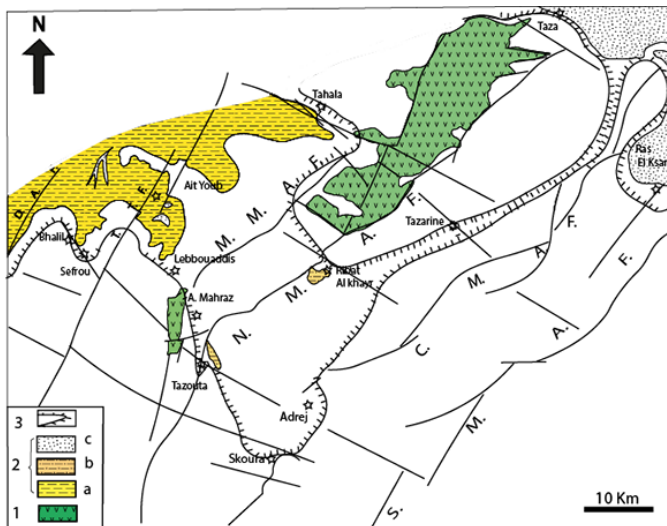 N
Taza
Tahala
Ras
El Ksar
Ait Youb
D. A. L.
T. F.
M. M. A. F.
Tazarine
N. M. A. F.
C. M. A. F.
S. M. A. F.
Bhalil
Sefrou
Lebbouaddis
Ribat
Al khayr
A. Mahraz
Tazouta
Adrej
Skoura
3
c
2
b
a
1
10 Km